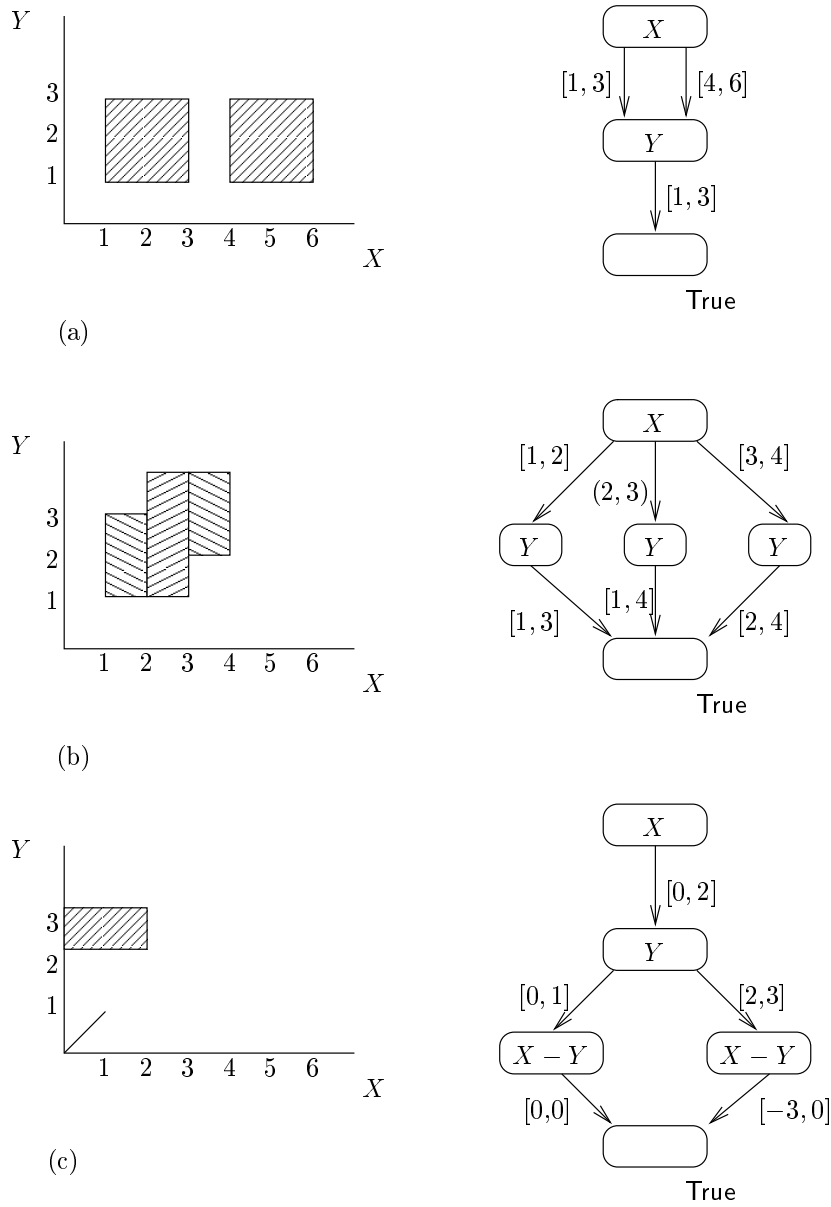 Y
X
[1, 3]
[4, 6]
3
2
1
Y
[1, 3]
1 2 3 4 5 6
X
True
(a)
X
Y
[1, 2]
[3, 4]
(2, 3)
3
2
1
Y Y Y
[1, 4]
[1, 3]
[2, 4]
1 2 3 4 5 6
X
True
(b)
X
Y
[0, 2]
3
2
1
Y
[0, 1]
[2,3]
X − Y X − Y
1 2 3 4 5 6
X
[0,0]
[−3, 0]
(c)
True